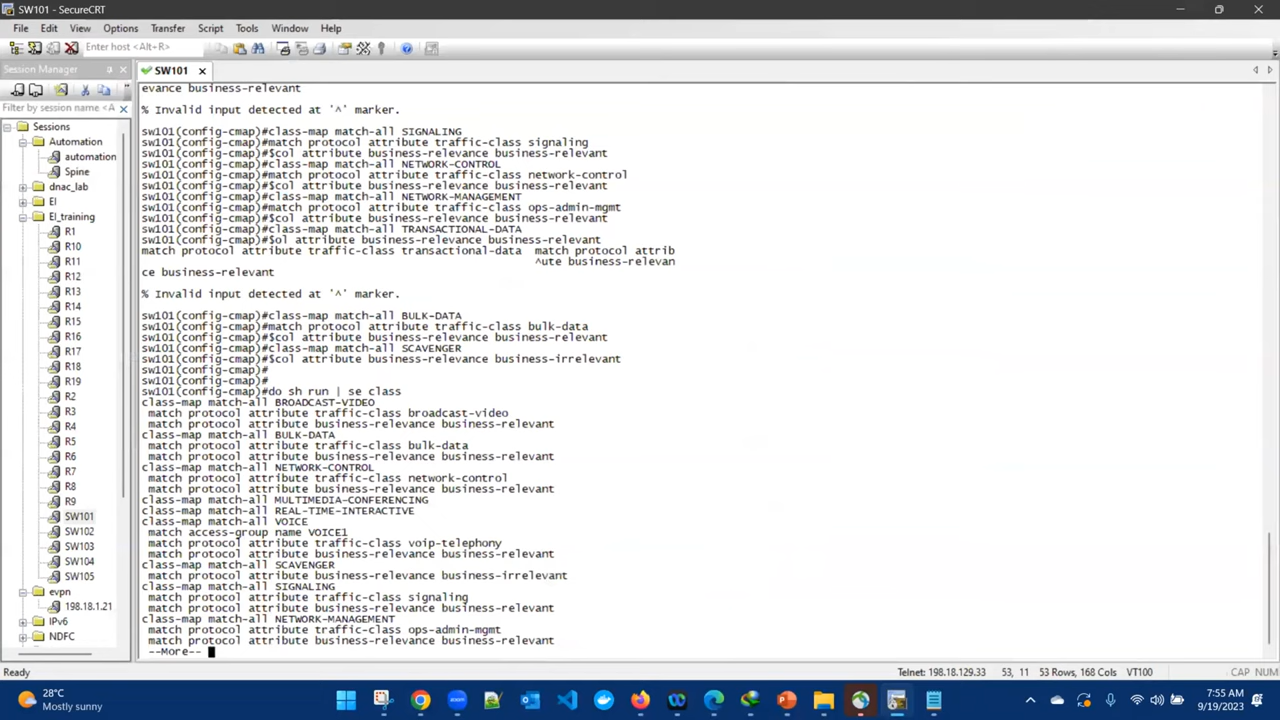 SW101 - SecureCRT
File Edit View Options Transfer Script Tools Window Help
Enter host <Alt+R>
Session Manager
SW101
Filter by session name <A
Sessions
Automation
automation
Spine
dnac_lab
EI
EI_training
R1
R10
R11
R12
R13
R14
R15
R16
R17
R18
R19
R2
R3
R4
R5
R6
R7
R8
R9
SW101
SW102
SW103
SW104
SW105
evpn
198.18.1.21
IPv6
NDFC
evance business-relevant
% Invalid input detected at '^' marker.
sw101(config-cmap)#class-map match-all SIGNALING
sw101(config-cmap)#match protocol attribute traffic-class signaling
sw101(config-cmap)#$col attribute business-relevance business-relevant
sw101(config-cmap)#class-map match-all NETWORK-CONTROL
sw101(config-cmap)#match protocol attribute traffic-class network-control
sw101(config-cmap)#$col attribute business-relevance business-relevant
sw101(config-cmap)#class-map match-all NETWORK-MANAGEMENT
sw101(config-cmap)#match protocol attribute traffic-class ops-admin-mgmt
sw101(config-cmap)#$col attribute business-relevance business-relevant
sw101(config-cmap)#class-map match-all TRANSACTIONAL-DATA
sw101(config-cmap)#$ol attribute business-relevance business-relevant
match protocol attribute traffic-class transactional-data  match protocol attrib
^ute business-relevan
ce business-relevant
% Invalid input detected at '^' marker.
sw101(config-cmap)#class-map match-all BULK-DATA
sw101(config-cmap)#match protocol attribute traffic-class bulk-data
sw101(config-cmap)#$col attribute business-relevance business-relevant
sw101(config-cmap)#class-map match-all SCAVENGER
sw101(config-cmap)#$col attribute business-relevance business-irrelevant
sw101(config-cmap)#
sw101(config-cmap)#
sw101(config-cmap)#do sh run | se class
class-map match-all BROADCAST-VIDEO
match protocol attribute traffic-class broadcast-video
match protocol attribute business-relevance business-relevant
class-map match-all BULK-DATA
match protocol attribute traffic-class bulk-data
match protocol attribute business-relevance business-relevant
class-map match-all NETWORK-CONTROL
match protocol attribute traffic-class network-control
match protocol attribute business-relevance business-relevant
class-map match-all MULTIMEDIA-CONFERENCING
class-map match-all REAL-TIME-INTERACTIVE
class-map match-all VOICE
match access-group name VOICE1
match protocol attribute traffic-class voip-telephony
match protocol attribute business-relevance business-relevant
class-map match-all SCAVENGER
match protocol attribute business-relevance business-irrelevant
class-map match-all SIGNALING
match protocol attribute traffic-class signaling
match protocol attribute business-relevance business-relevant
class-map match-all NETWORK-MANAGEMENT
match protocol attribute traffic-class ops-admin-mgmt
match protocol attribute business-relevance business-relevant
--More--
Ready
Telnet: 198.18.129.33 53, 11 53 Rows, 168 Cols VT100 CAP NUM
28°C
Mostly sunny
7:55 AM
9/19/2023